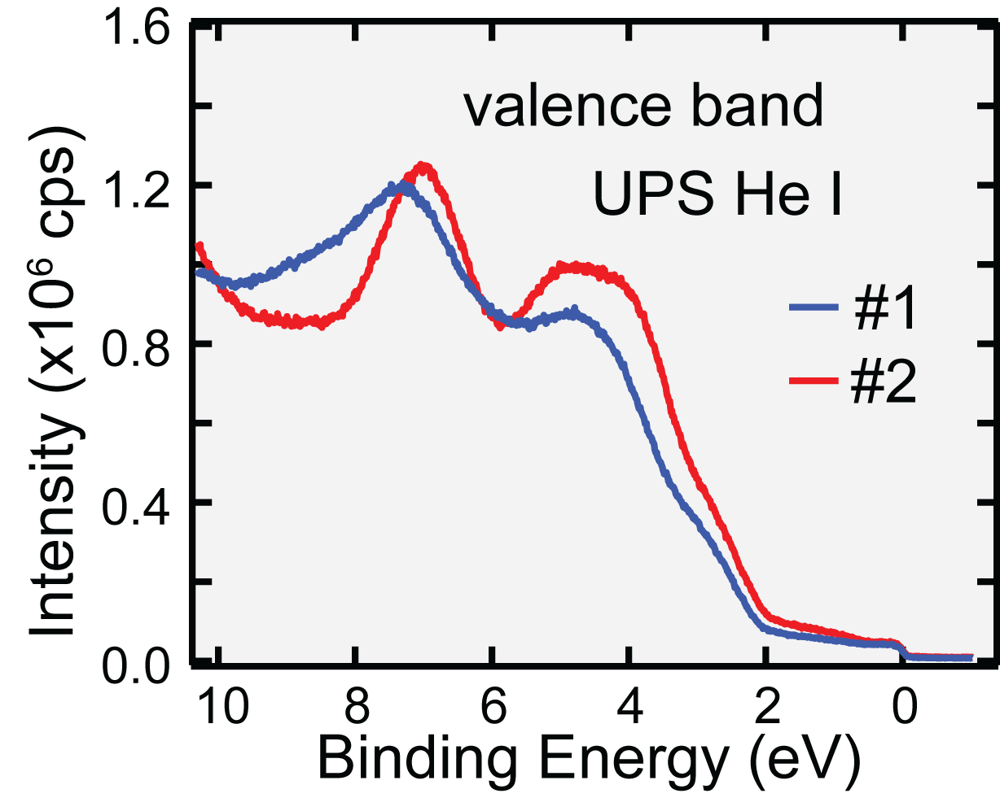 1.6
1.2
0.8
0.4
0.0
Intensity (x10⁶ cps)
valence band
UPS He I
#1
#2
10 8 6 4 2 0
Binding Energy (eV)